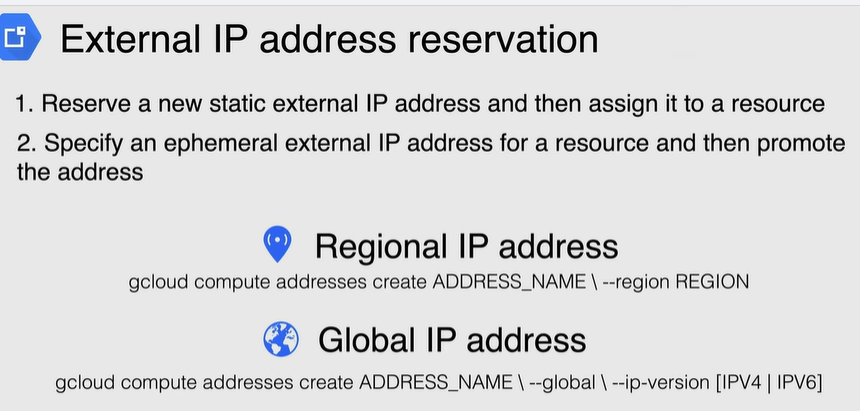 External IP address reservation
1. Reserve a new static external IP address and then assign it to a resource
2. Specify an ephemeral external IP address for a resource and then promote
the address
Regional IP address
gcloud compute addresses create ADDRESS_NAME \ --region REGION
Global IP address
gcloud compute addresses create ADDRESS_NAME \ --global \ --ip-version [IPV4 | IPV6]